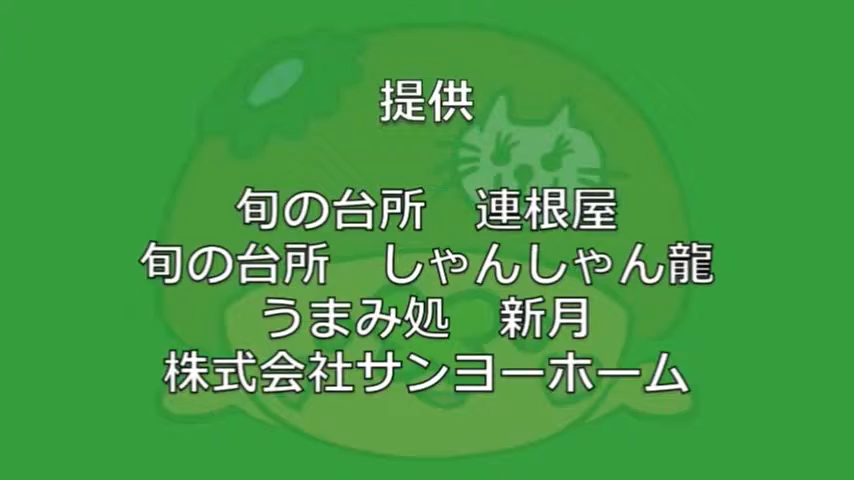 提供
旬の台所　連根屋
旬の台所　しゃんしゃん龍
うまみ処　新月
株式会社サンヨーホーム